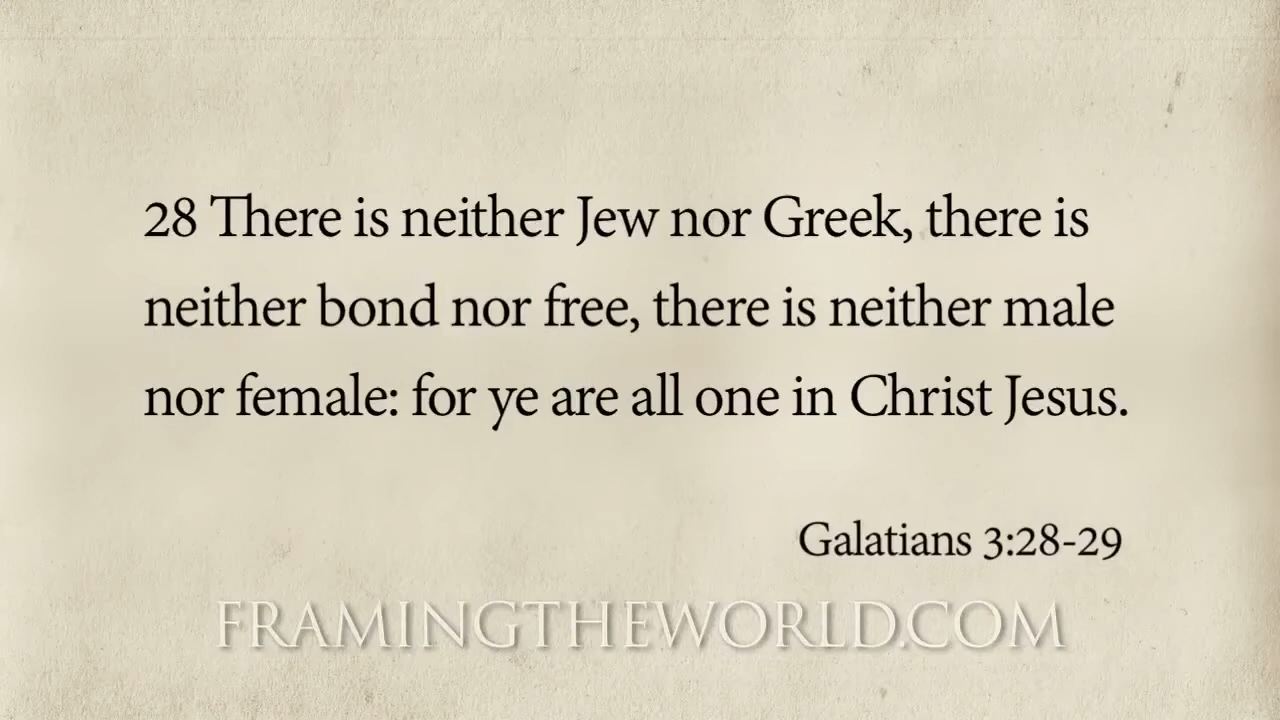 28 There is neither Jew nor Greek, there is
neither bond nor free, there is neither male
nor female: for ye are all one in Christ Jesus.
Galatians 3:28-29
FRAMINGTHEWORLD.COM